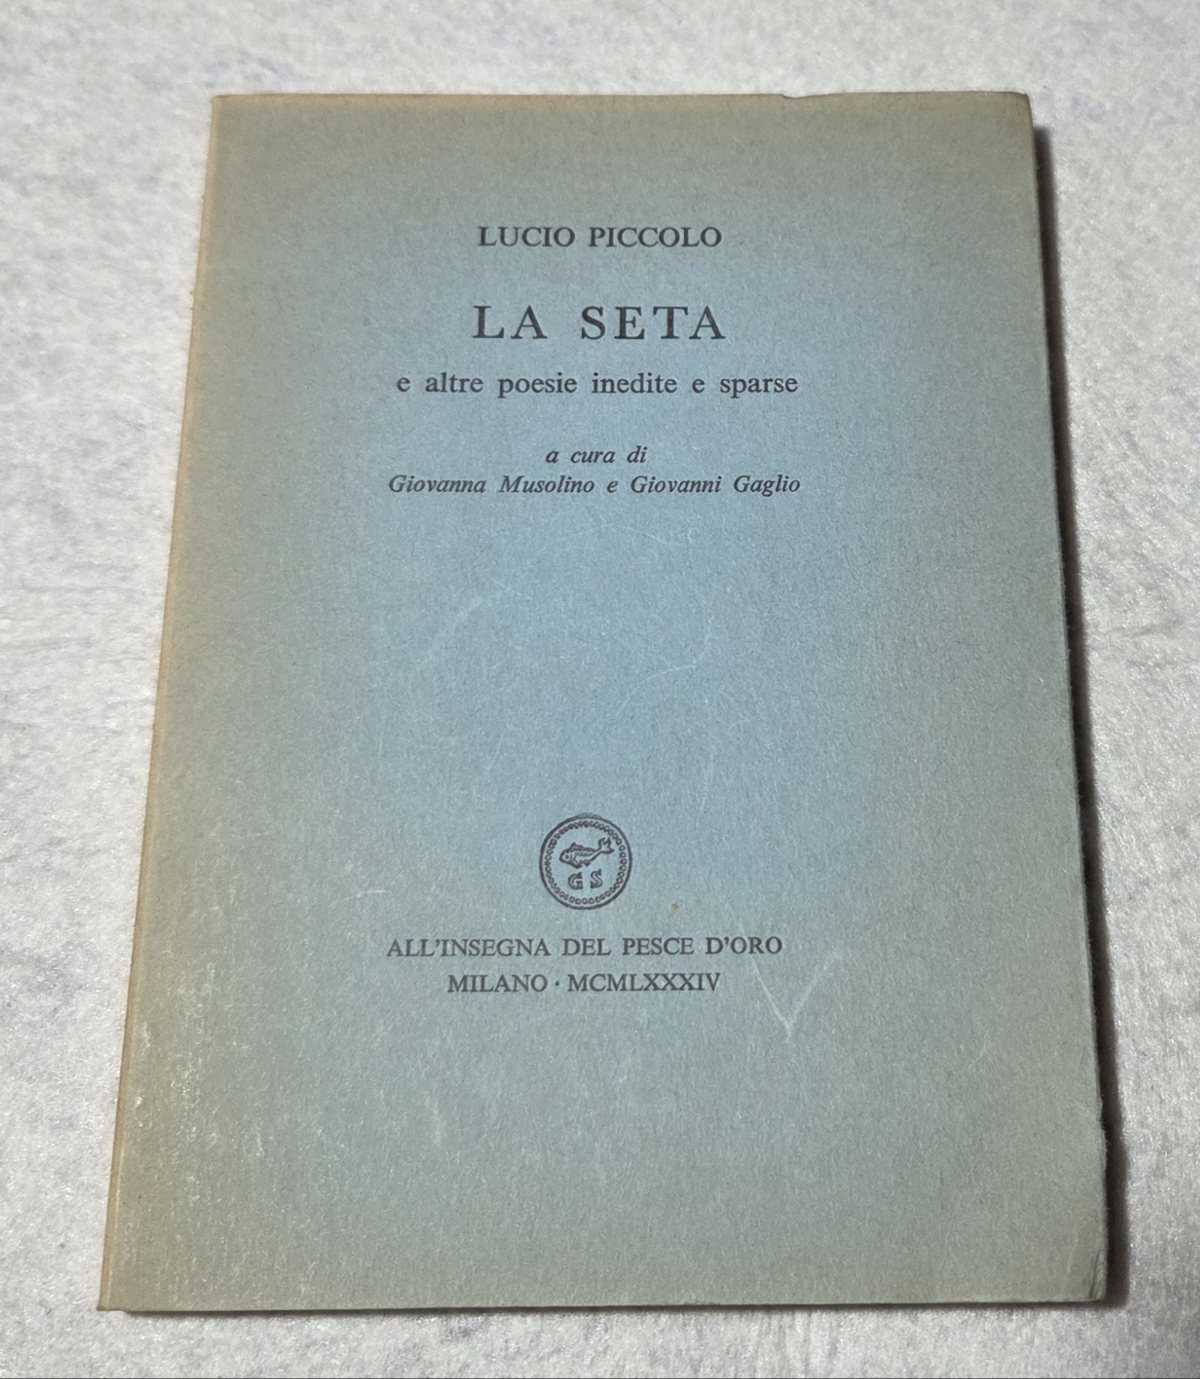 LUCIO PICCOLO
LA SETA
e altre poesie inedite e sparse
a cura di
Giovanna Musolino e Giovanni Gaglio
G S
ALL'INSEGNA DEL PESCE D'ORO
MILANO · MCMLXXXIV